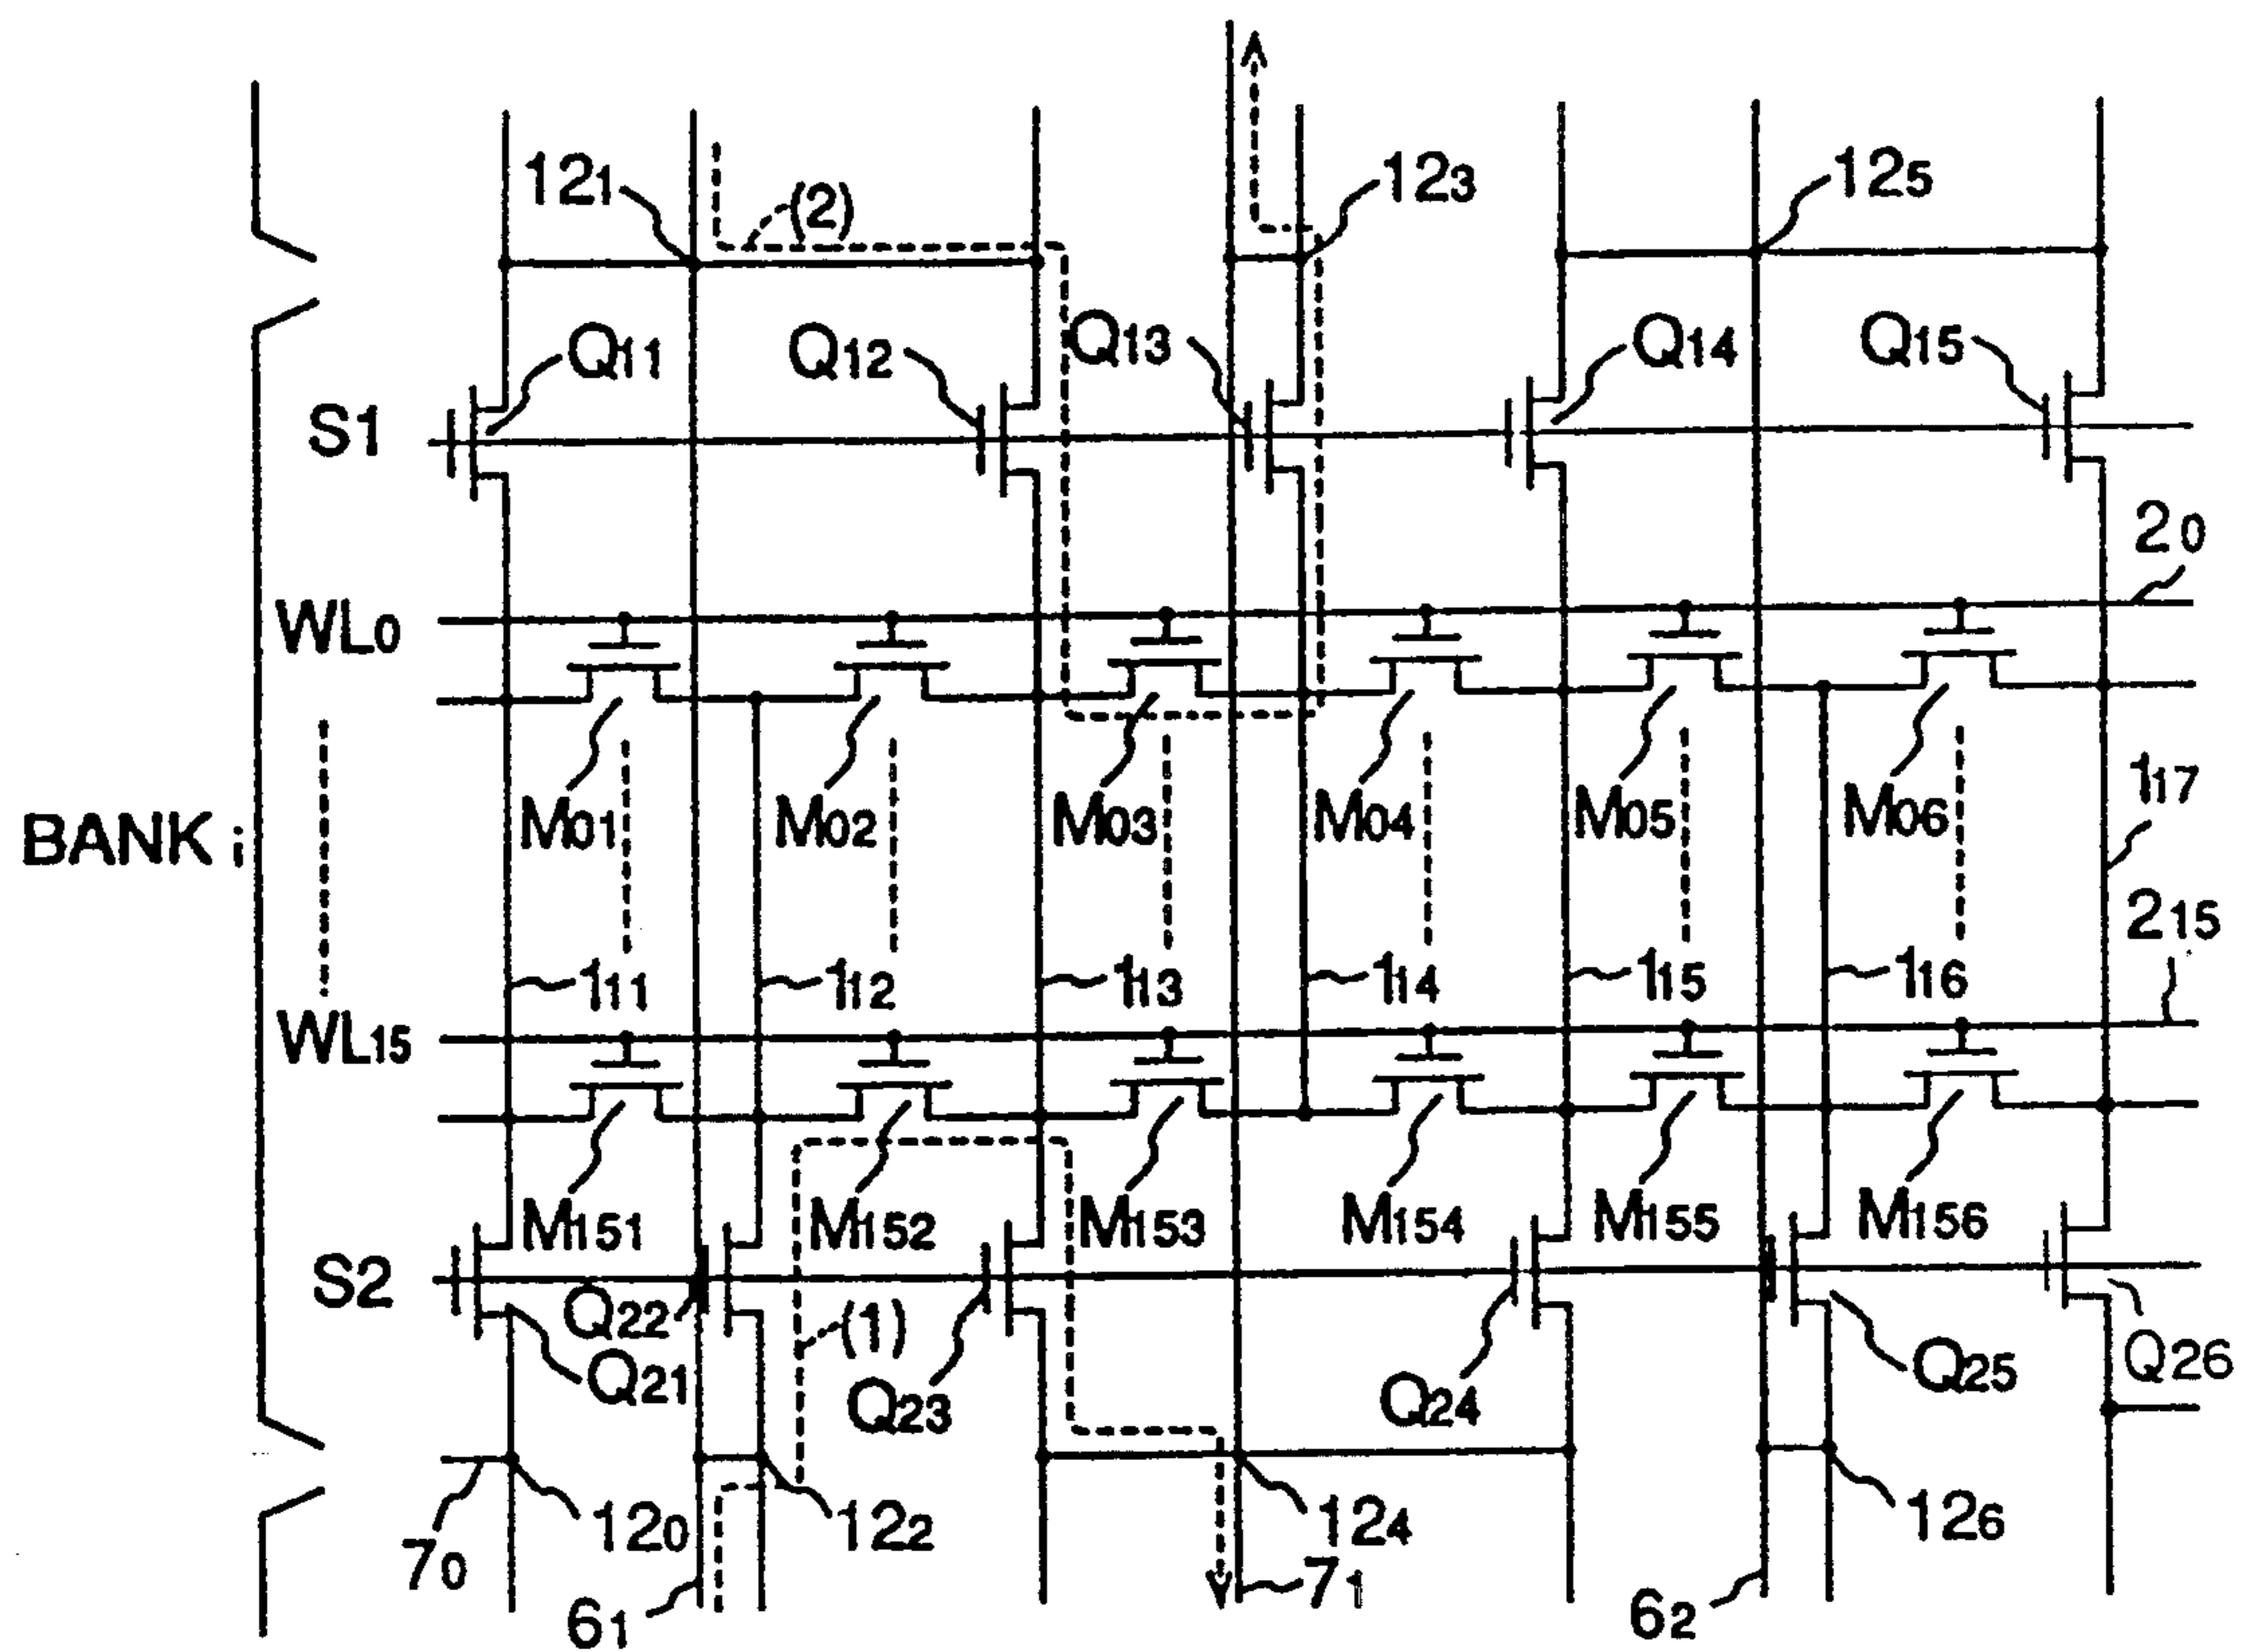 12₁
(2)
12₃
12₅
Q11
Q12
Q13
Q14
Q15
S1
2₀
WL0
M01
M02
M03
M04
M05
M06
1₁₇
BANK i
2₁₅
1₁₁
1₁₂
1₁₃
1₁₄
1₁₅
1₁₆
WL15
M151
M152
M153
M154
M155
M156
S2
Q22
(1)
Q21
Q23
Q24
Q25
Q26
7₀
12₀
12₂
12₄
12₆
6₁
7₁
6₂